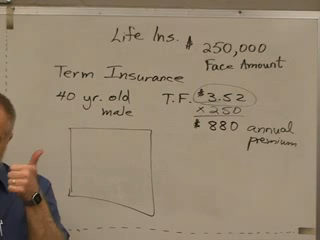 Life Ins. $250,000
Face Amount
Term Insurance
40 yr. old T.F. $3.52
male x 250
$880 annual
premium